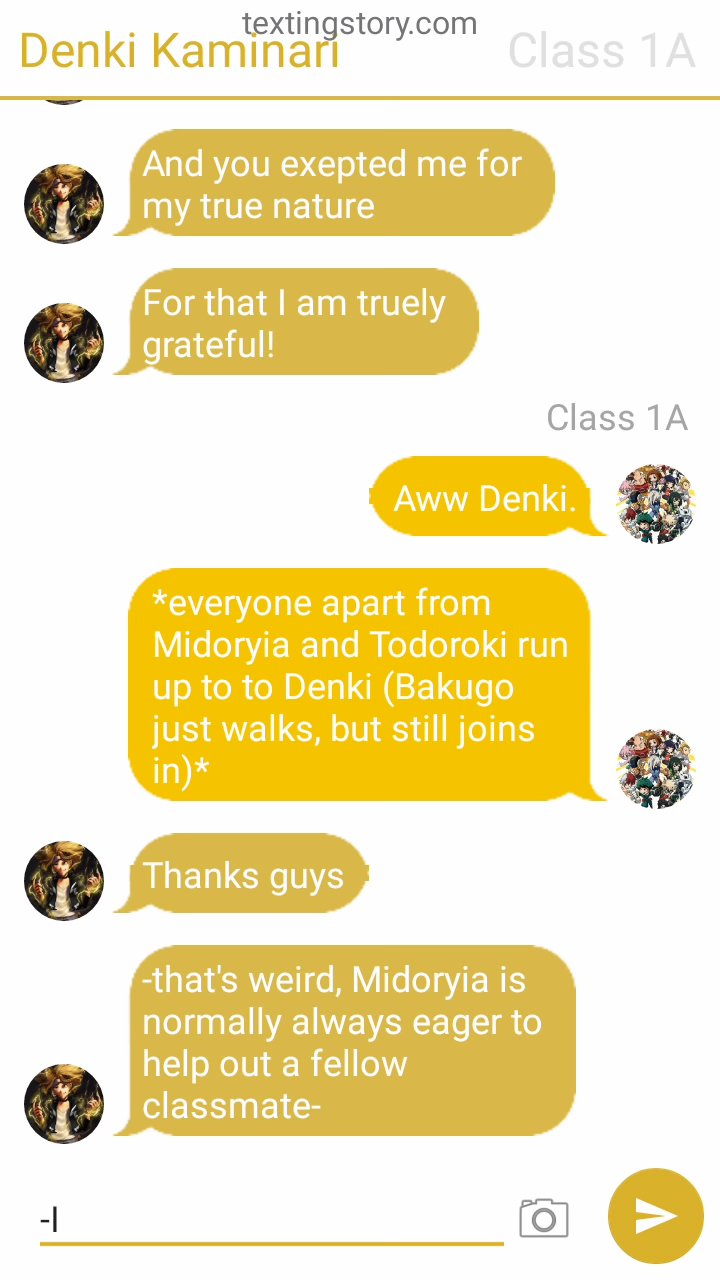 textingstory.com
Denki Kaminari
Class 1A
And you exepted me for
my true nature
For that I am truely
grateful!
Class 1A
Aww Denki.
*everyone apart from
Midoryia and Todoroki run
up to to Denki (Bakugo
just walks, but still joins
in)*
Thanks guys
-that's weird, Midoryia is
normally always eager to
help out a fellow
classmate-
-I